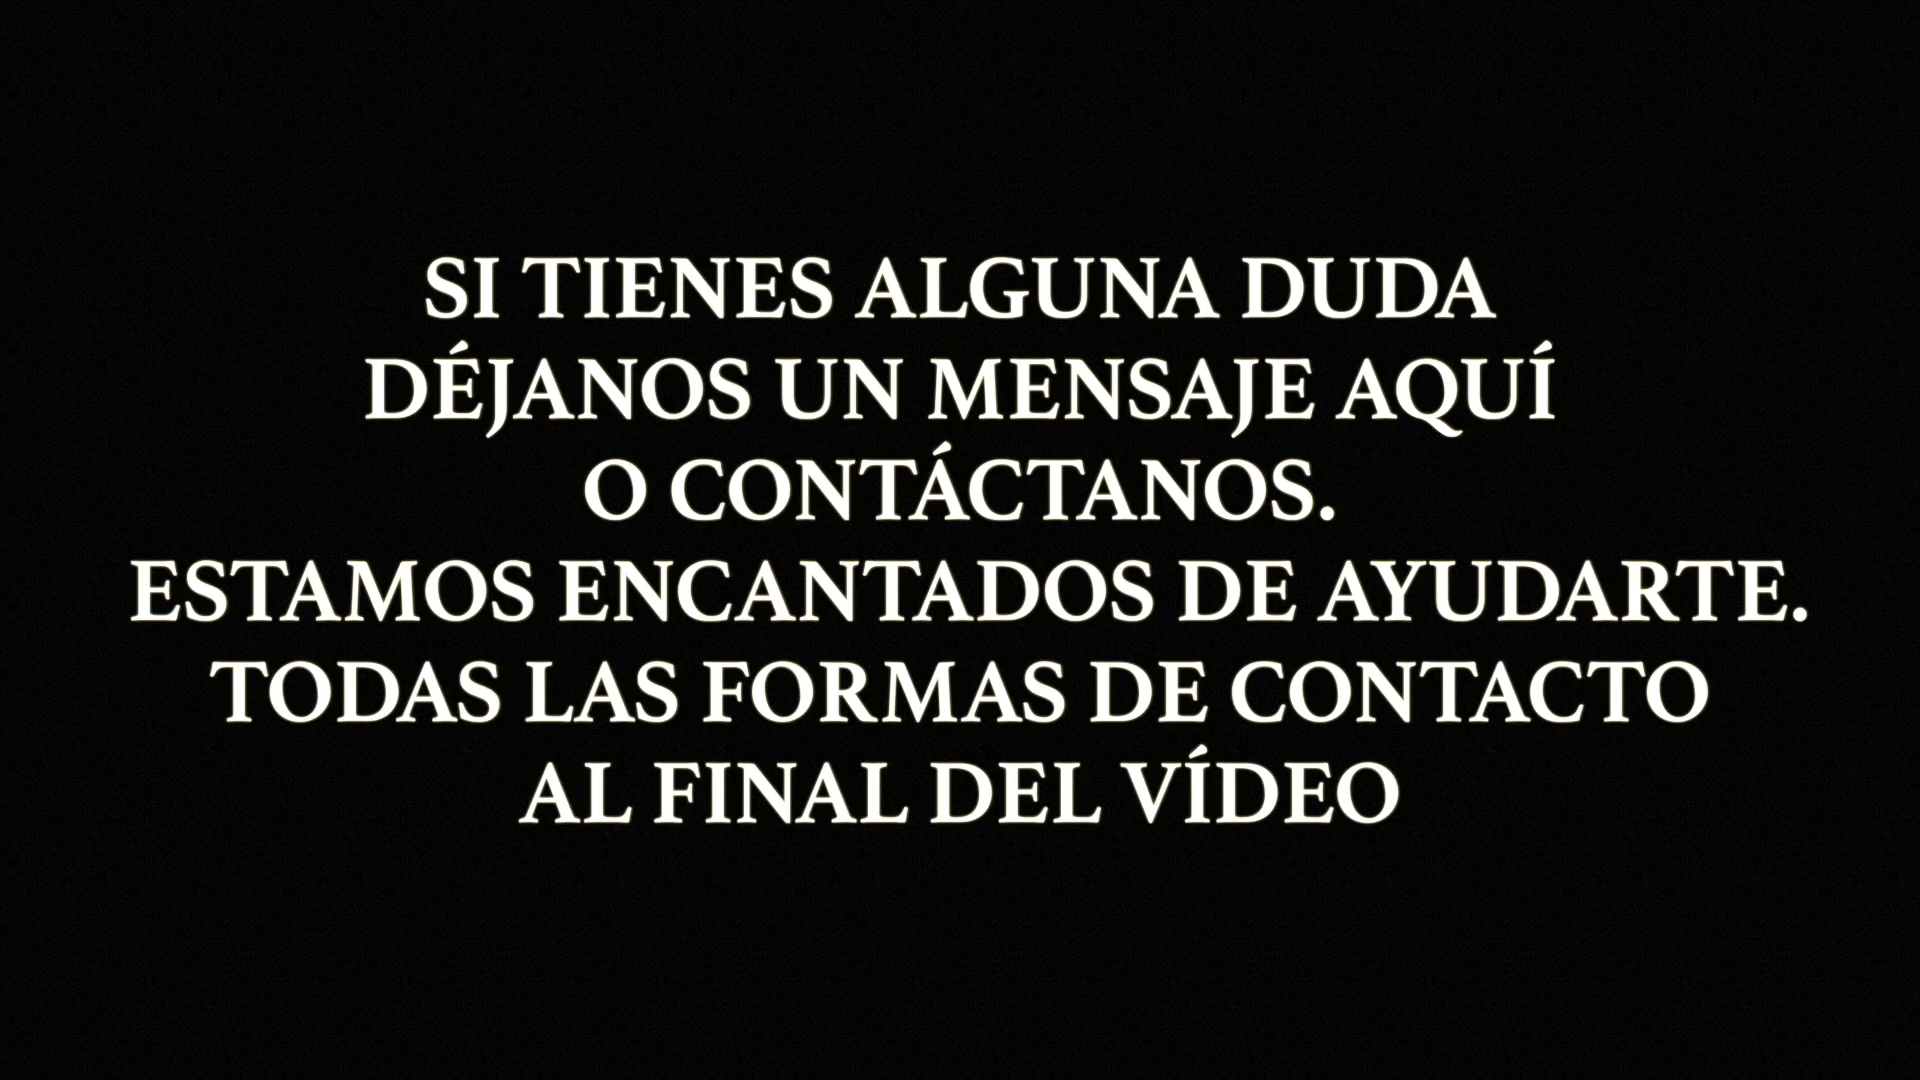 SI TIENES ALGUNA DUDA
DÉJANOS UN MENSAJE AQUÍ
O CONTÁCTANOS.
ESTAMOS ENCANTADOS DE AYUDARTE.
TODAS LAS FORMAS DE CONTACTO
AL FINAL DEL VÍDEO